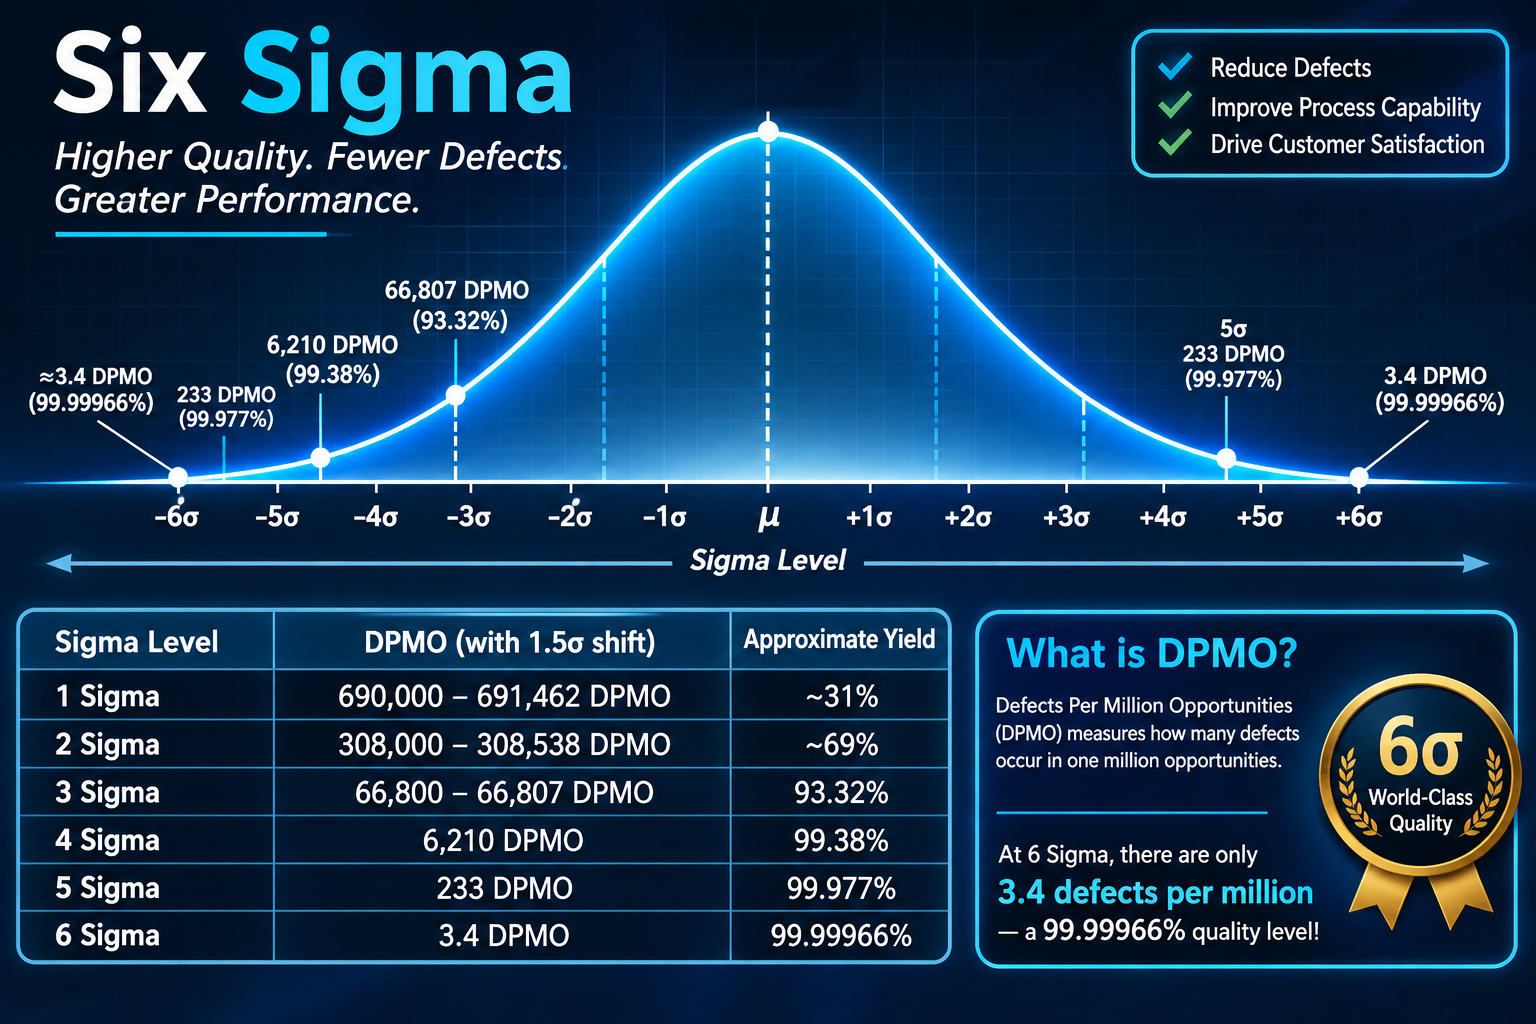 Six Sigma
Higher Quality. Fewer Defects.
Greater Performance.
Reduce Defects
Improve Process Capability
Drive Customer Satisfaction
≈3.4 DPMO
(99.99966%)
233 DPMO
(99.977%)
6,210 DPMO
(99.38%)
66,807 DPMO
(93.32%)
5σ
233 DPMO
(99.977%)
3.4 DPMO
(99.99966%)
–6σ –5σ –4σ –3σ –2σ –1σ μ +1σ +2σ +3σ +4σ +5σ +6σ
Sigma Level
Sigma Level DPMO (with 1.5σ shift) Approximate Yield
1 Sigma 690,000 – 691,462 DPMO ~31%
2 Sigma 308,000 – 308,538 DPMO ~69%
3 Sigma 66,800 – 66,807 DPMO 93.32%
4 Sigma 6,210 DPMO 99.38%
5 Sigma 233 DPMO 99.977%
6 Sigma 3.4 DPMO 99.99966%
What is DPMO?
Defects Per Million Opportunities
(DPMO) measures how many defects
occur in one million opportunities.
At 6 Sigma, there are only
3.4 defects per million
— a 99.99966% quality level!
6σ
World-Class
Quality